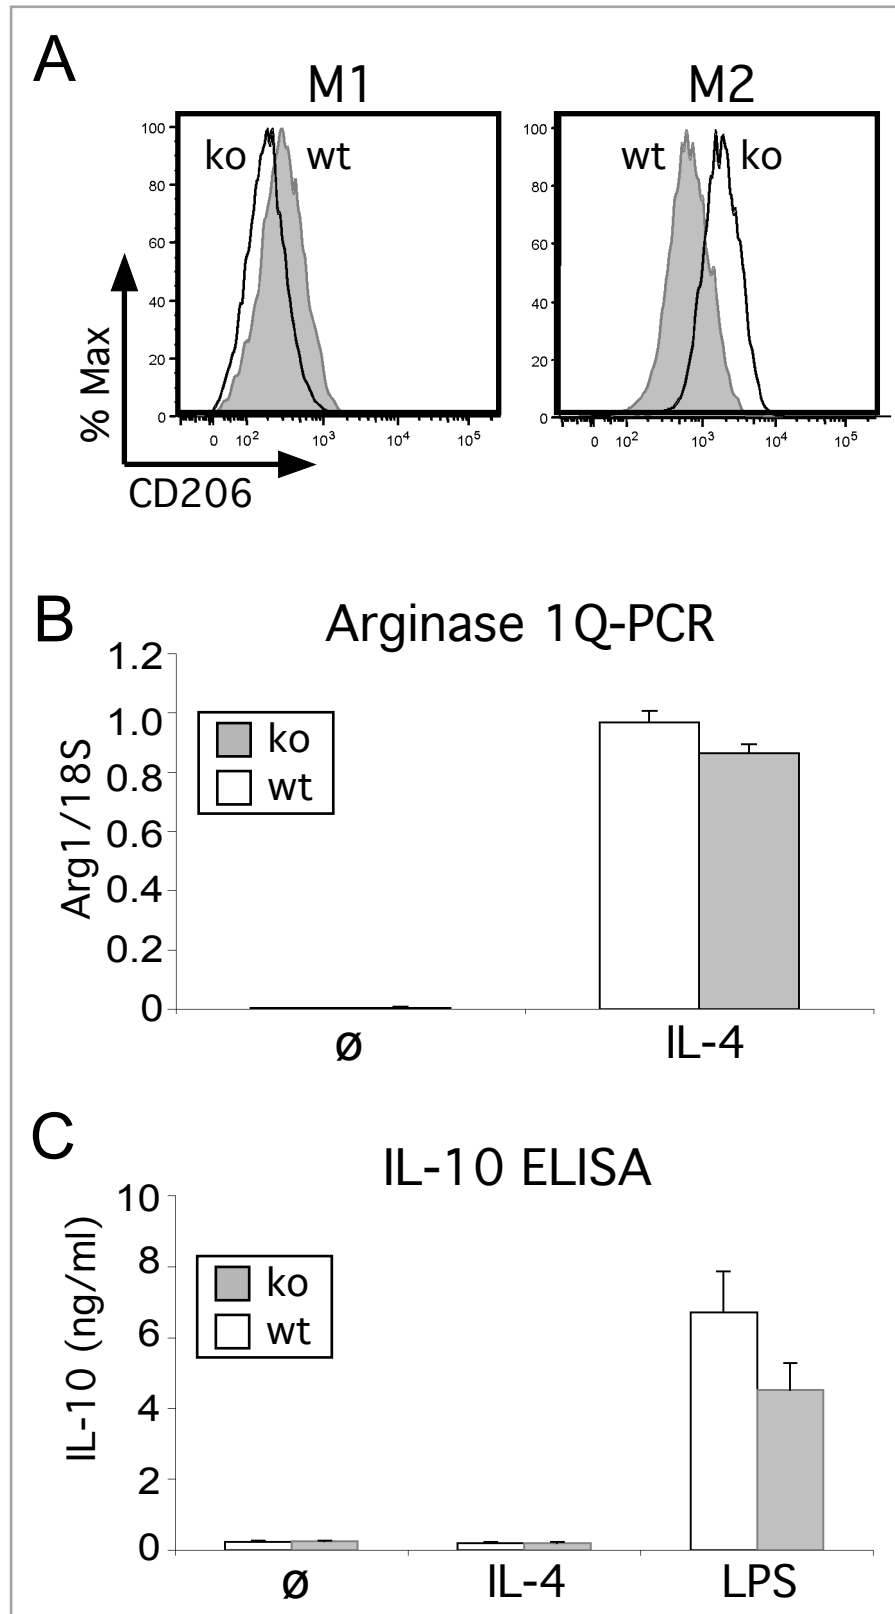 A
M1
M2
ko
wt
wt
ko
100
80
60
40
20
0
100
80
60
40
20
0
% Max
0 10² 10³ 10⁴ 10⁵
0 10² 10³ 10⁴ 10⁵
CD206
B
Arginase 1Q-PCR
Arg1/18S
1.2
1.0
0.8
0.6
0.4
0.2
0
ko
wt
ø
IL-4
C
IL-10 ELISA
IL-10 (ng/ml)
10
8
6
4
2
0
ko
wt
ø
IL-4
LPS